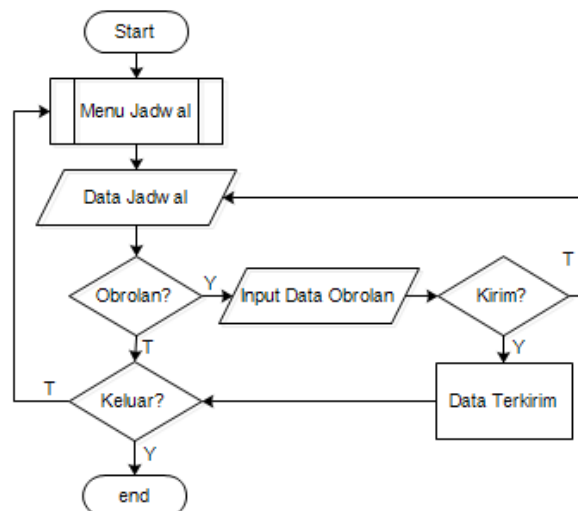 Start
Menu Jadwal
Data Jadwal
Obrolan?
Y
Input Data Obrolan
Kirim?
T
T
Y
T
Keluar?
Data Terkirim
Y
end